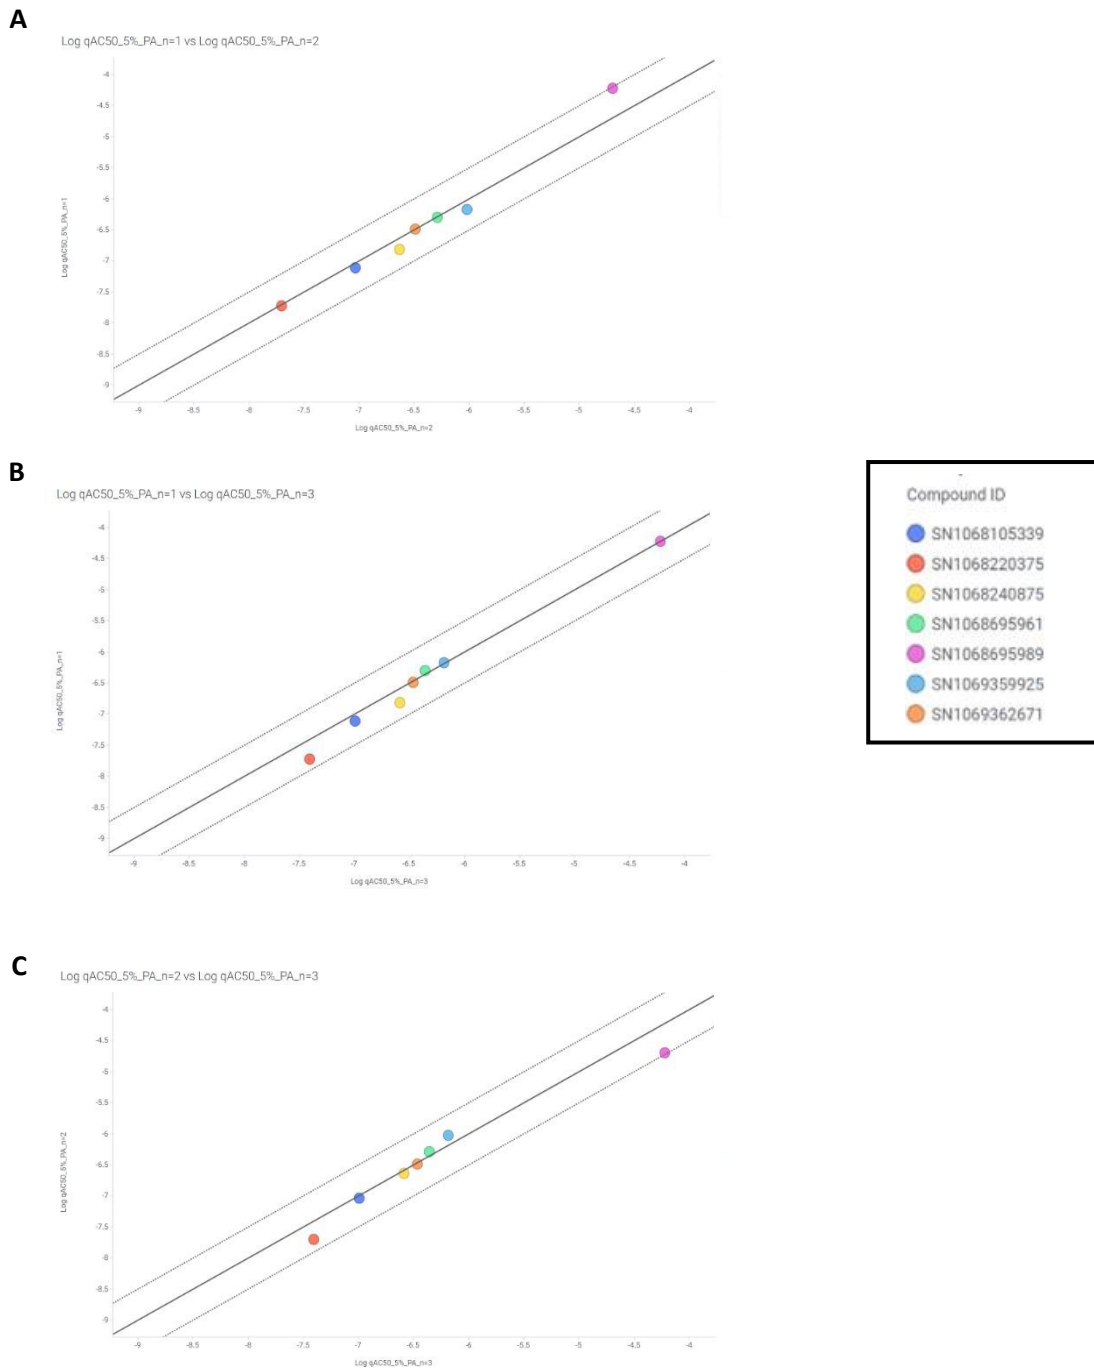 A
Log qAC50_5%_PA_n=1 vs Log qAC50_5%_PA_n=2
-4
-4.5
-5
-5.5
-6
-6.5
-7
-7.5
-8
-8.5
-9
Log qAC50_5%_PA_n=1
-9 -8.5 -8 -7.5 -7 -6.5 -6 -5.5 -5 -4.5 -4
Log qAC50_5%_PA_n=2
B
Log qAC50_5%_PA_n=1 vs Log qAC50_5%_PA_n=3
-4
-4.5
-5
-5.5
-6
-6.5
-7
-7.5
-8
-8.5
-9
Log qAC50_5%_PA_n=1
-9 -8.5 -8 -7.5 -7 -6.5 -6 -5.5 -5 -4.5 -4
Log qAC50_5%_PA_n=3
Compound ID
SN1068105339
SN1068220375
SN1068240875
SN1068695961
SN1068695989
SN1069359925
SN1069362671
C
Log qAC50_5%_PA_n=2 vs Log qAC50_5%_PA_n=3
-4
-4.5
-5
-5.5
-6
-6.5
-7
-7.5
-8
-8.5
-9
Log qAC50_5%_PA_n=2
-9 -8.5 -8 -7.5 -7 -6.5 -6 -5.5 -5 -4.5 -4
Log qAC50_5%_PA_n=3